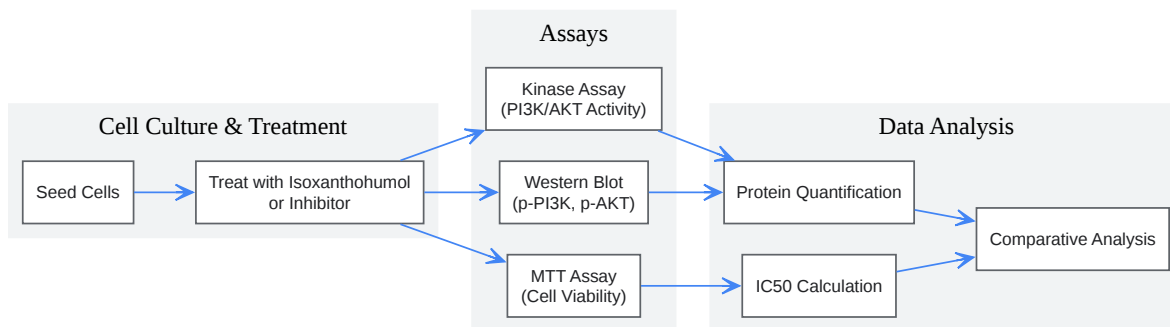 Cell Culture & Treatment
Seed Cells
Treat with Isoxanthohumol
or Inhibitor
Assays
Kinase Assay
(PI3K/AKT Activity)
Western Blot
(p-PI3K, p-AKT)
MTT Assay
(Cell Viability)
Data Analysis
Protein Quantification
IC50 Calculation
Comparative Analysis